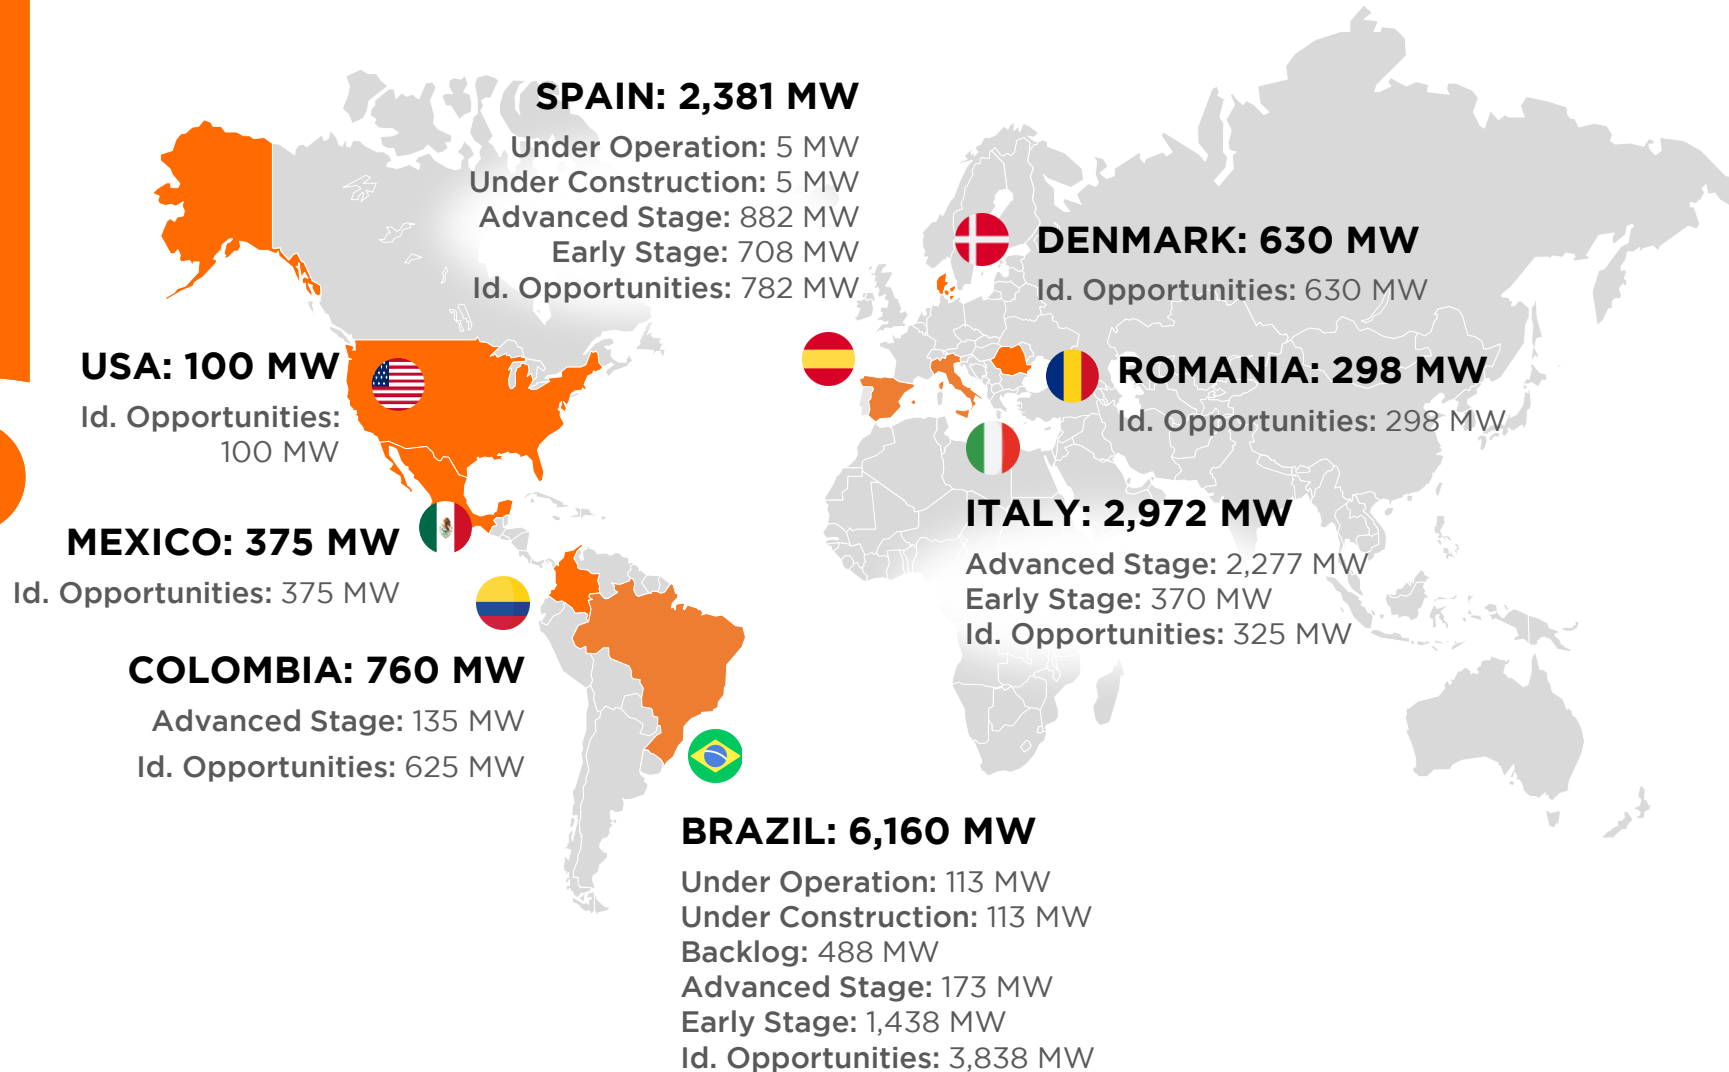 SPAIN: 2,381 MW
Under Operation: 5 MW
Under Construction: 5 MW
Advanced Stage: 882 MW
Early Stage: 708 MW
Id. Opportunities: 782 MW
DENMARK: 630 MW
Id. Opportunities: 630 MW
USA: 100 MW
Id. Opportunities:
100 MW
ROMANIA: 298 MW
Id. Opportunities: 298 MW
MEXICO: 375 MW
Id. Opportunities: 375 MW
ITALY: 2,972 MW
Advanced Stage: 2,277 MW
Early Stage: 370 MW
Id. Opportunities: 325 MW
COLOMBIA: 760 MW
Advanced Stage: 135 MW
Id. Opportunities: 625 MW
BRAZIL: 6,160 MW
Under Operation: 113 MW
Under Construction: 113 MW
Backlog: 488 MW
Advanced Stage: 173 MW
Early Stage: 1,438 MW
Id. Opportunities: 3,838 MW